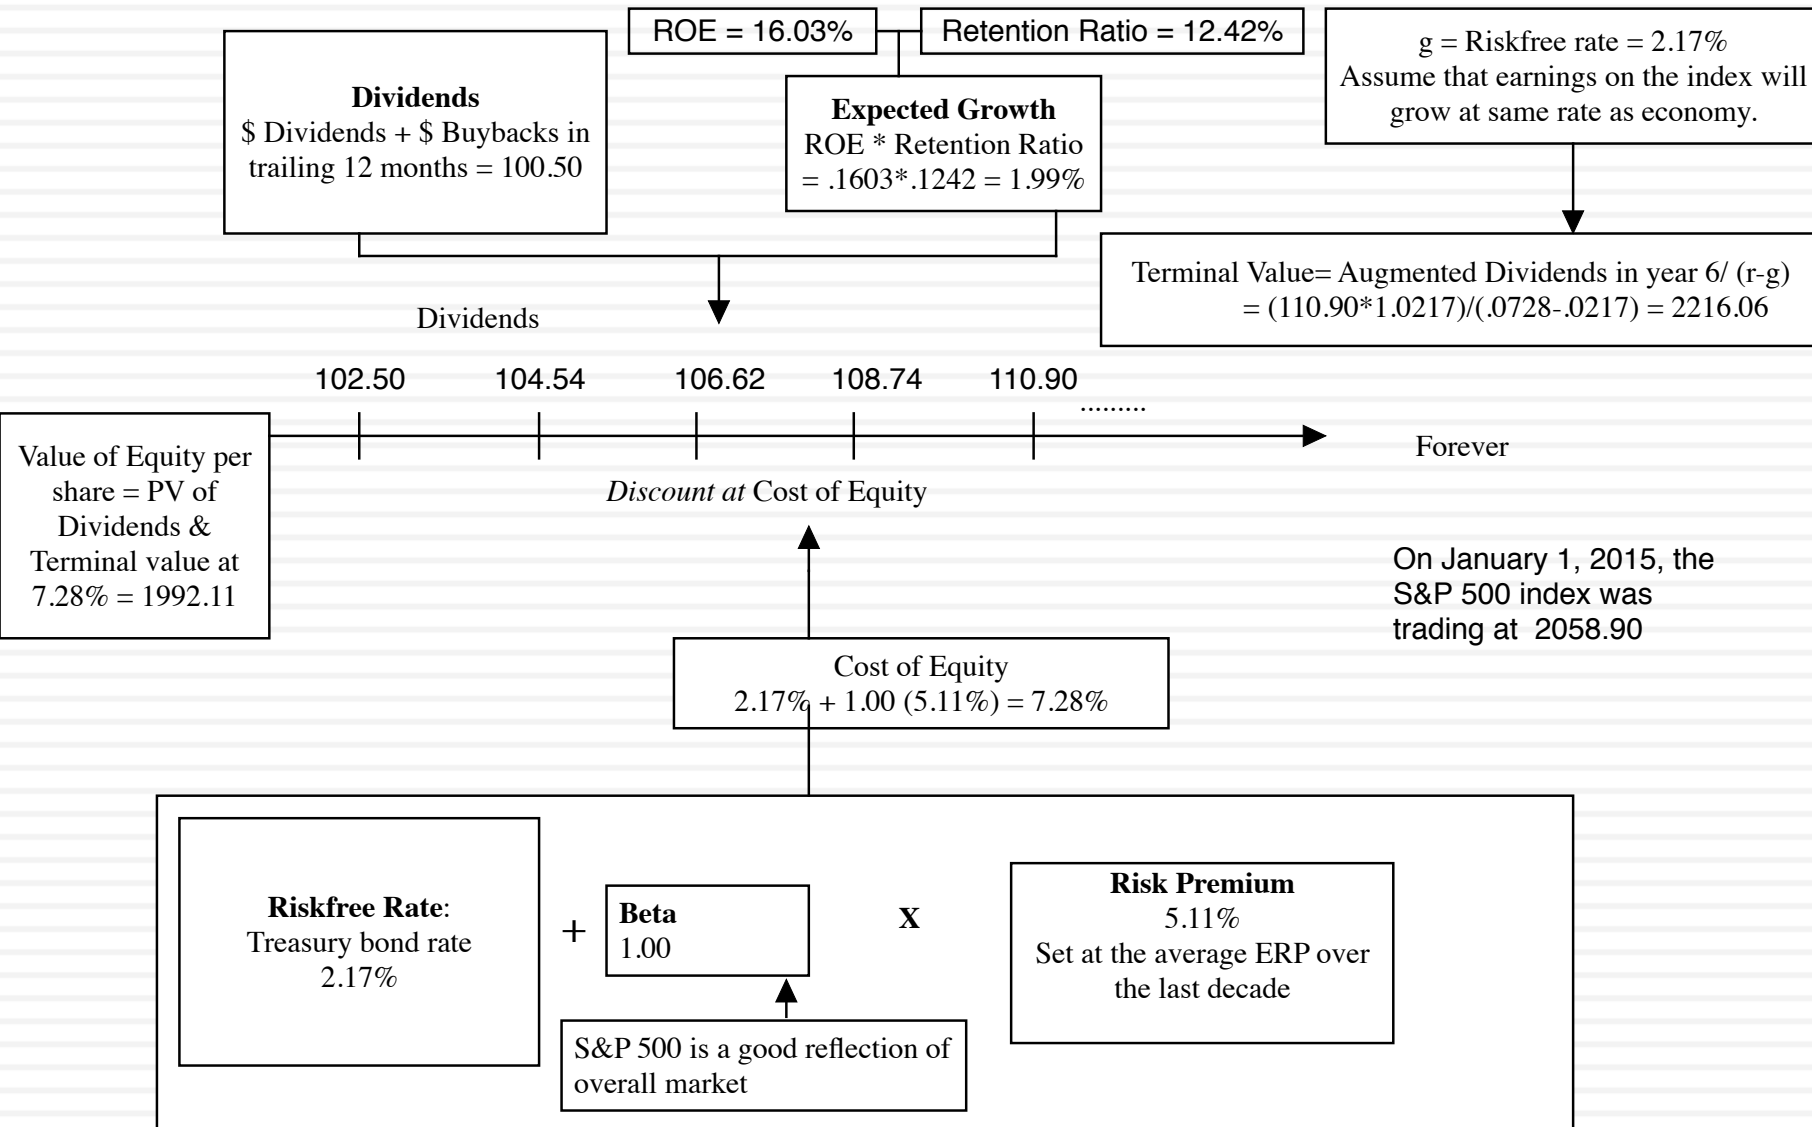 ROE = 16.03%
Retention Ratio = 12.42%
g = Riskfree rate = 2.17%
Assume that earnings on the index will
grow at same rate as economy.
Dividends
$ Dividends + $ Buybacks in
trailing 12 months = 100.50
Expected Growth
ROE * Retention Ratio
= .1603*.1242 = 1.99%
Terminal Value= Augmented Dividends in year 6/ (r-g)
= (110.90*1.0217)/(.0728-.0217) = 2216.06
Dividends
102.50 104.54 106.62 108.74 110.90
.........
Forever
Value of Equity per
share = PV of
Dividends &
Terminal value at
7.28% = 1992.11
Discount at Cost of Equity
On January 1, 2015, the
S&P 500 index was
trading at 2058.90
Cost of Equity
2.17% + 1.00 (5.11%) = 7.28%
Riskfree Rate:
Treasury bond rate
2.17%
+
Beta
1.00
X
Risk Premium
5.11%
Set at the average ERP over
the last decade
S&P 500 is a good reflection of
overall market